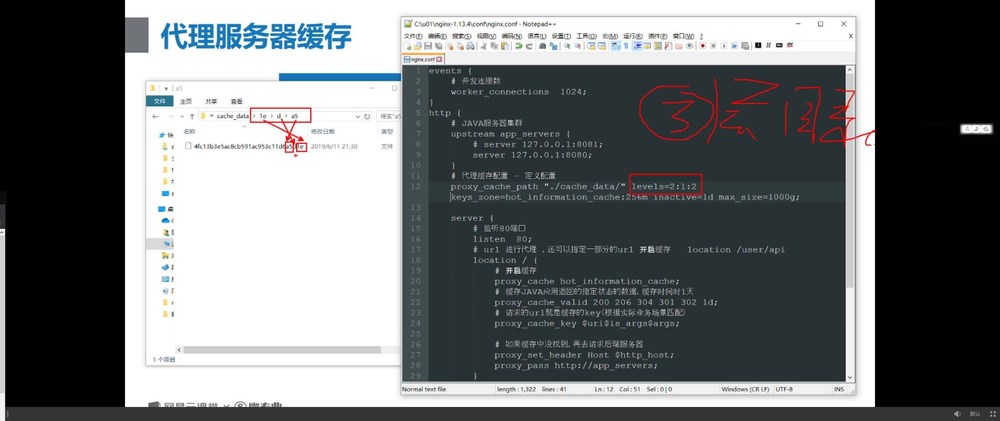 代理服务器缓存
a5
文件 主页 共享 查看
« cache_data › 1e › d › a5
搜索"a5
名称 修改日期 类型
4fc13b3e5ac8cb591ac953c11d6a5d1e 2019/6/11 21:30 文件
快
桌
1 个项目
C:\u01\nginx-1.13.4\conf\nginx.conf - Notepad++
文件(F) 编辑(E) 搜索(S) 视图(V) 编码(N) 语言(L) 设置(T) 工具(O) 宏(M) 运行(R) 插件(P) 窗口(W) ? X
nginx.conf
1 events {
2 # 并发连接数
3 worker_connections 1024;
4 }
5 http {
6 # JAVA服务器集群
7 upstream app_servers {
8 # server 127.0.0.1:8081;
9 server 127.0.0.1:8080;
10 }
11 # 代理缓存配置 - 定义配置
12 proxy_cache_path "./cache_data/" levels=2:1:2
keys_zone=hot_information_cache:256m inactive=1d max_size=1000g;
13
14 server {
15 # 监听80端口
16 listen 80;
17 # url 进行代理 ，还可以指定一部分的url 开启缓存 location /user/api
18 location / {
19 # 开启缓存
20 proxy_cache hot_information_cache;
21 # 缓存JAVA应用返回的指定状态的数据，缓存时间时1天
22 proxy_cache_valid 200 206 304 301 302 1d;
23 # 请求的url就是缓存的key(根据实际业务场景匹配)
24 proxy_cache_key $uri$is_args$args;
25
26 # 如果缓存中没找到，再去请求后端服务器
27 proxy_set_header Host $http_host;
28 proxy_pass http://app_servers;
29 }
Normal text file length : 1,322 lines : 41 Ln : 12 Col : 51 Sel : 0 | 0 Windows (CR LF) UTF-8 INS
网易云课堂 × 微专业
1144701332
默认